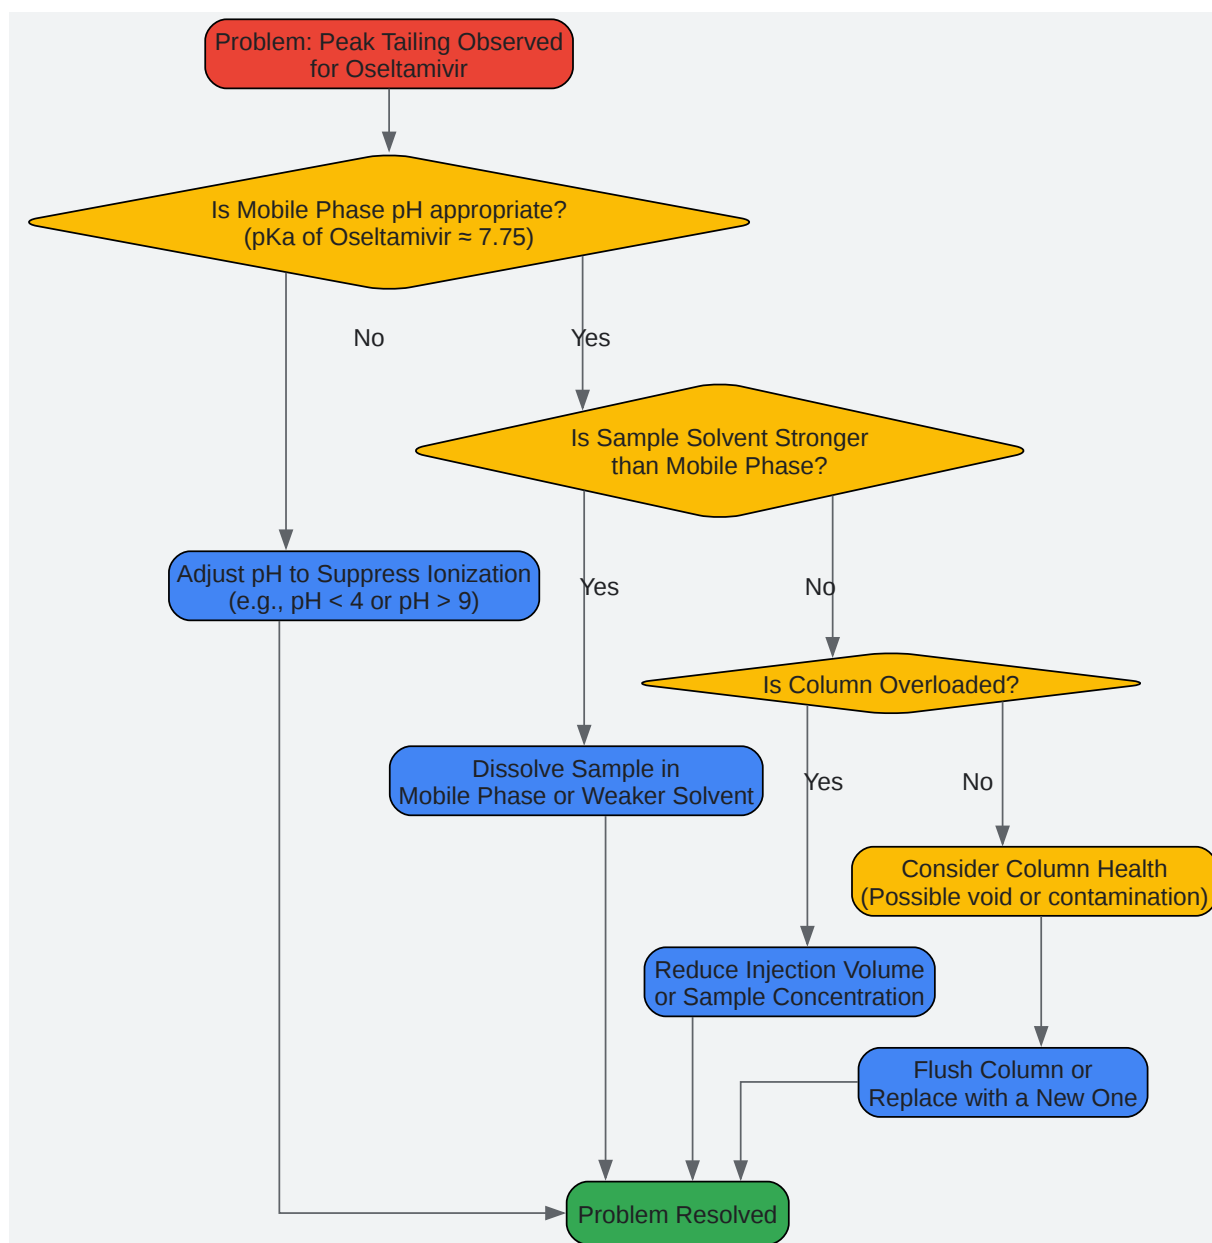 Problem: Peak Tailing Observed
for Oseltamivir
Is Mobile Phase pH appropriate?
(pKa of Oseltamivir ≈ 7.75)
No
Yes
Is Sample Solvent Stronger
than Mobile Phase?
Adjust pH to Suppress Ionization
(e.g., pH < 4 or pH > 9)
Yes
No
Is Column Overloaded?
Dissolve Sample in
Mobile Phase or Weaker Solvent
Yes
No
Consider Column Health
(Possible void or contamination)
Reduce Injection Volume
or Sample Concentration
Flush Column or
Replace with a New One
Problem Resolved